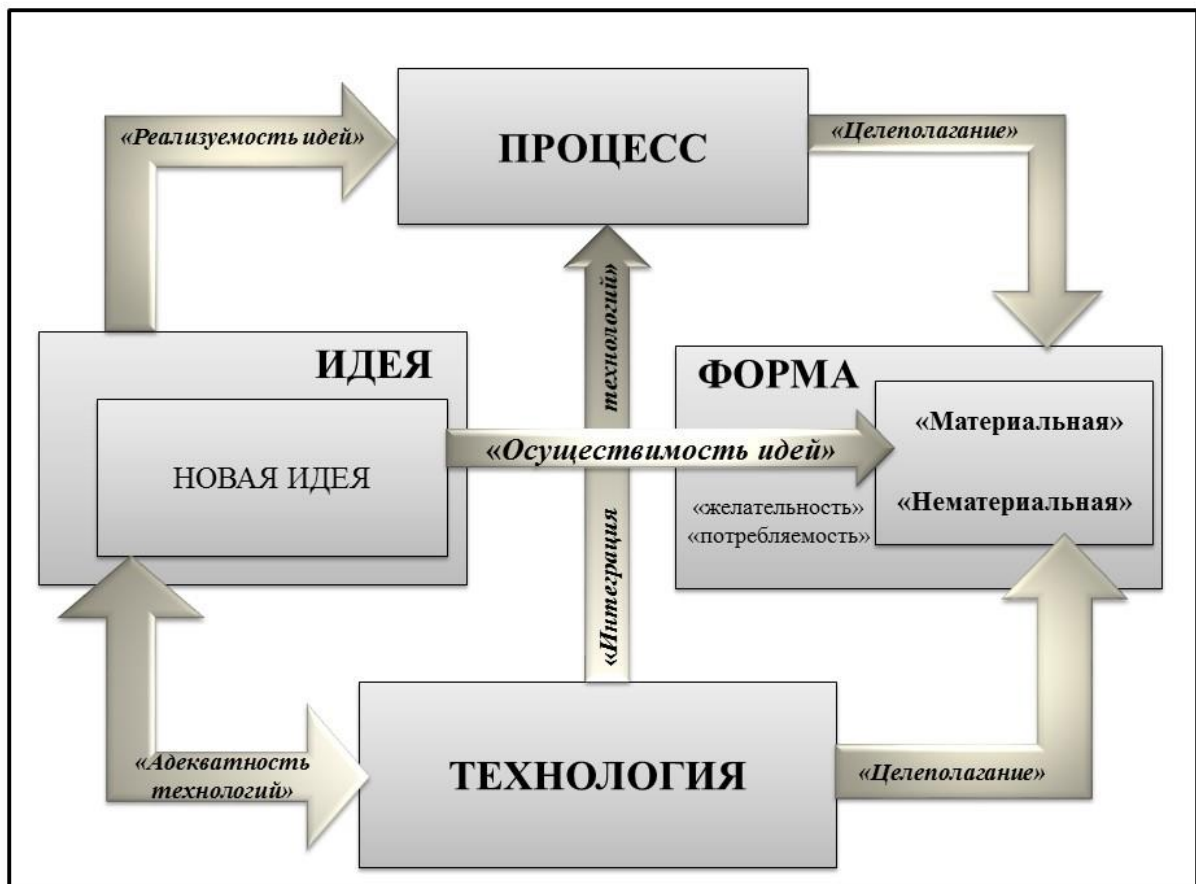 ПРОЦЕСС
«Реализуемость идей»
«Целеполагание»
ИДЕЯ
НОВАЯ ИДЕЯ
«Осуществимость идей»
«Интеграция технологий»
ФОРМА
«Материальная»
«Нематериальная»
«желательность»
«потребляемость»
«Адекватность
технологий»
ТЕХНОЛОГИЯ
«Целеполагание»